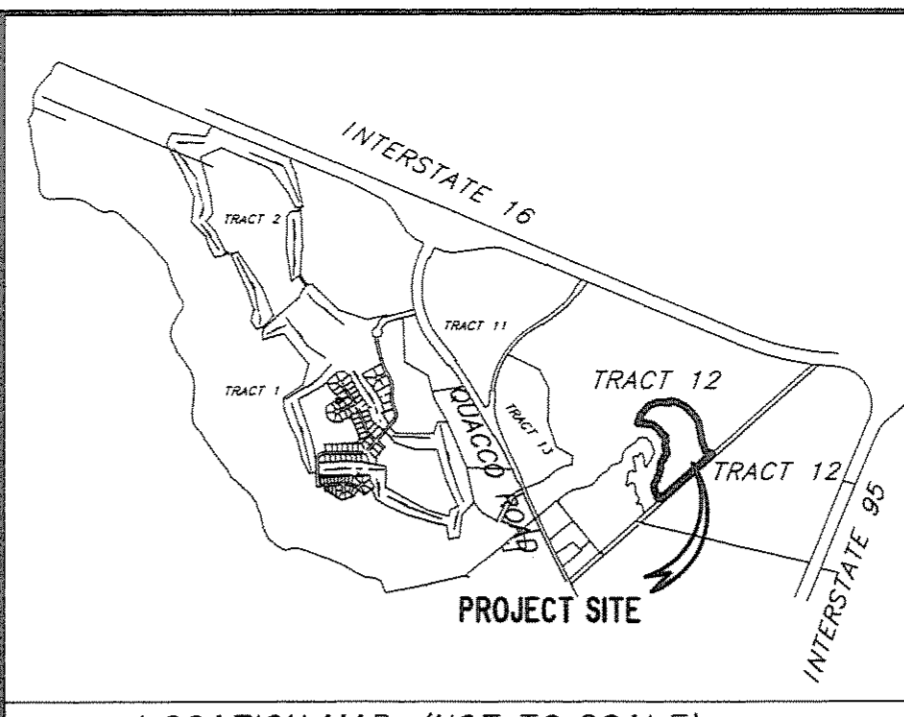 INTERSTATE 16
TRACT 2
TRACT 11
TRACT 1
TRACT 12
QUACCO ROAD
TRACT 13
TRACT 12
INTERSTATE 95
PROJECT SITE
LOCATION MAP (NOT TO SCALE)